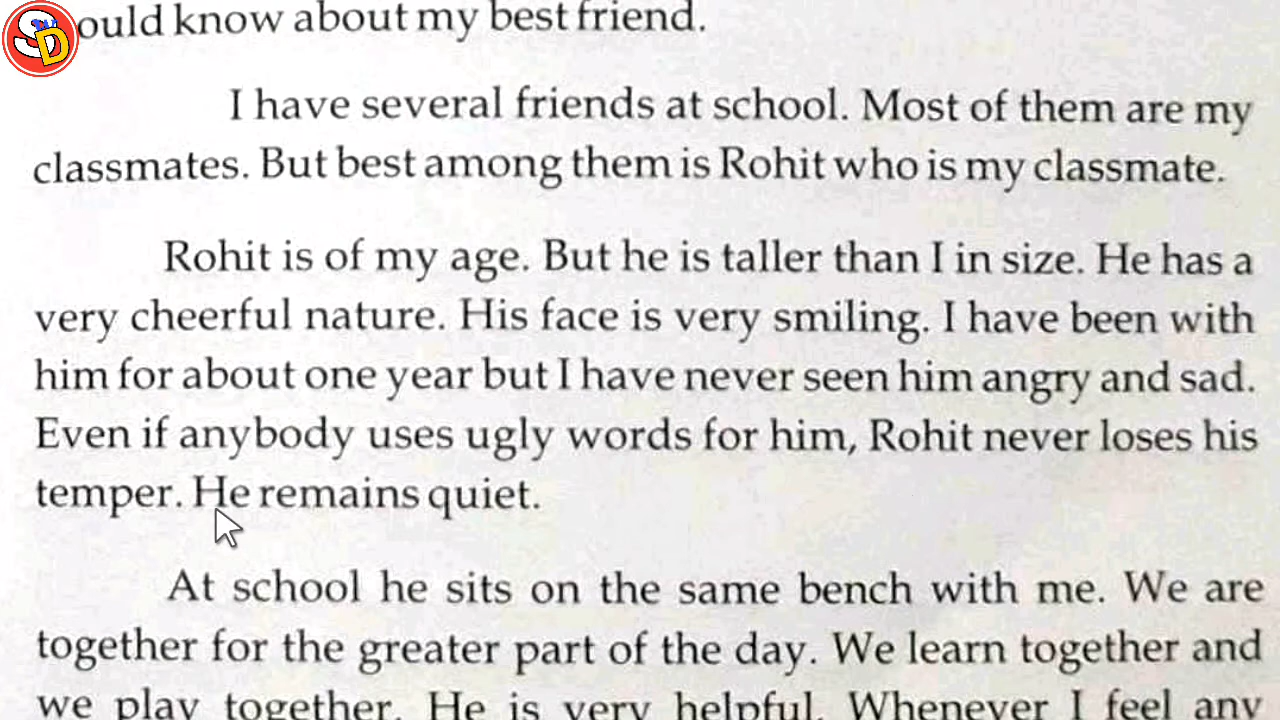 SD
ould know about my best friend.
I have several friends at school. Most of them are my
classmates. But best among them is Rohit who is my classmate.
Rohit is of my age. But he is taller than I in size. He has a
very cheerful nature. His face is very smiling. I have been with
him for about one year but I have never seen him angry and sad.
Even if anybody uses ugly words for him, Rohit never loses his
temper. He remains quiet.
At school he sits on the same bench with me. We are
together for the greater part of the day. We learn together and
we play together. He is very helpful. Whenever I feel any